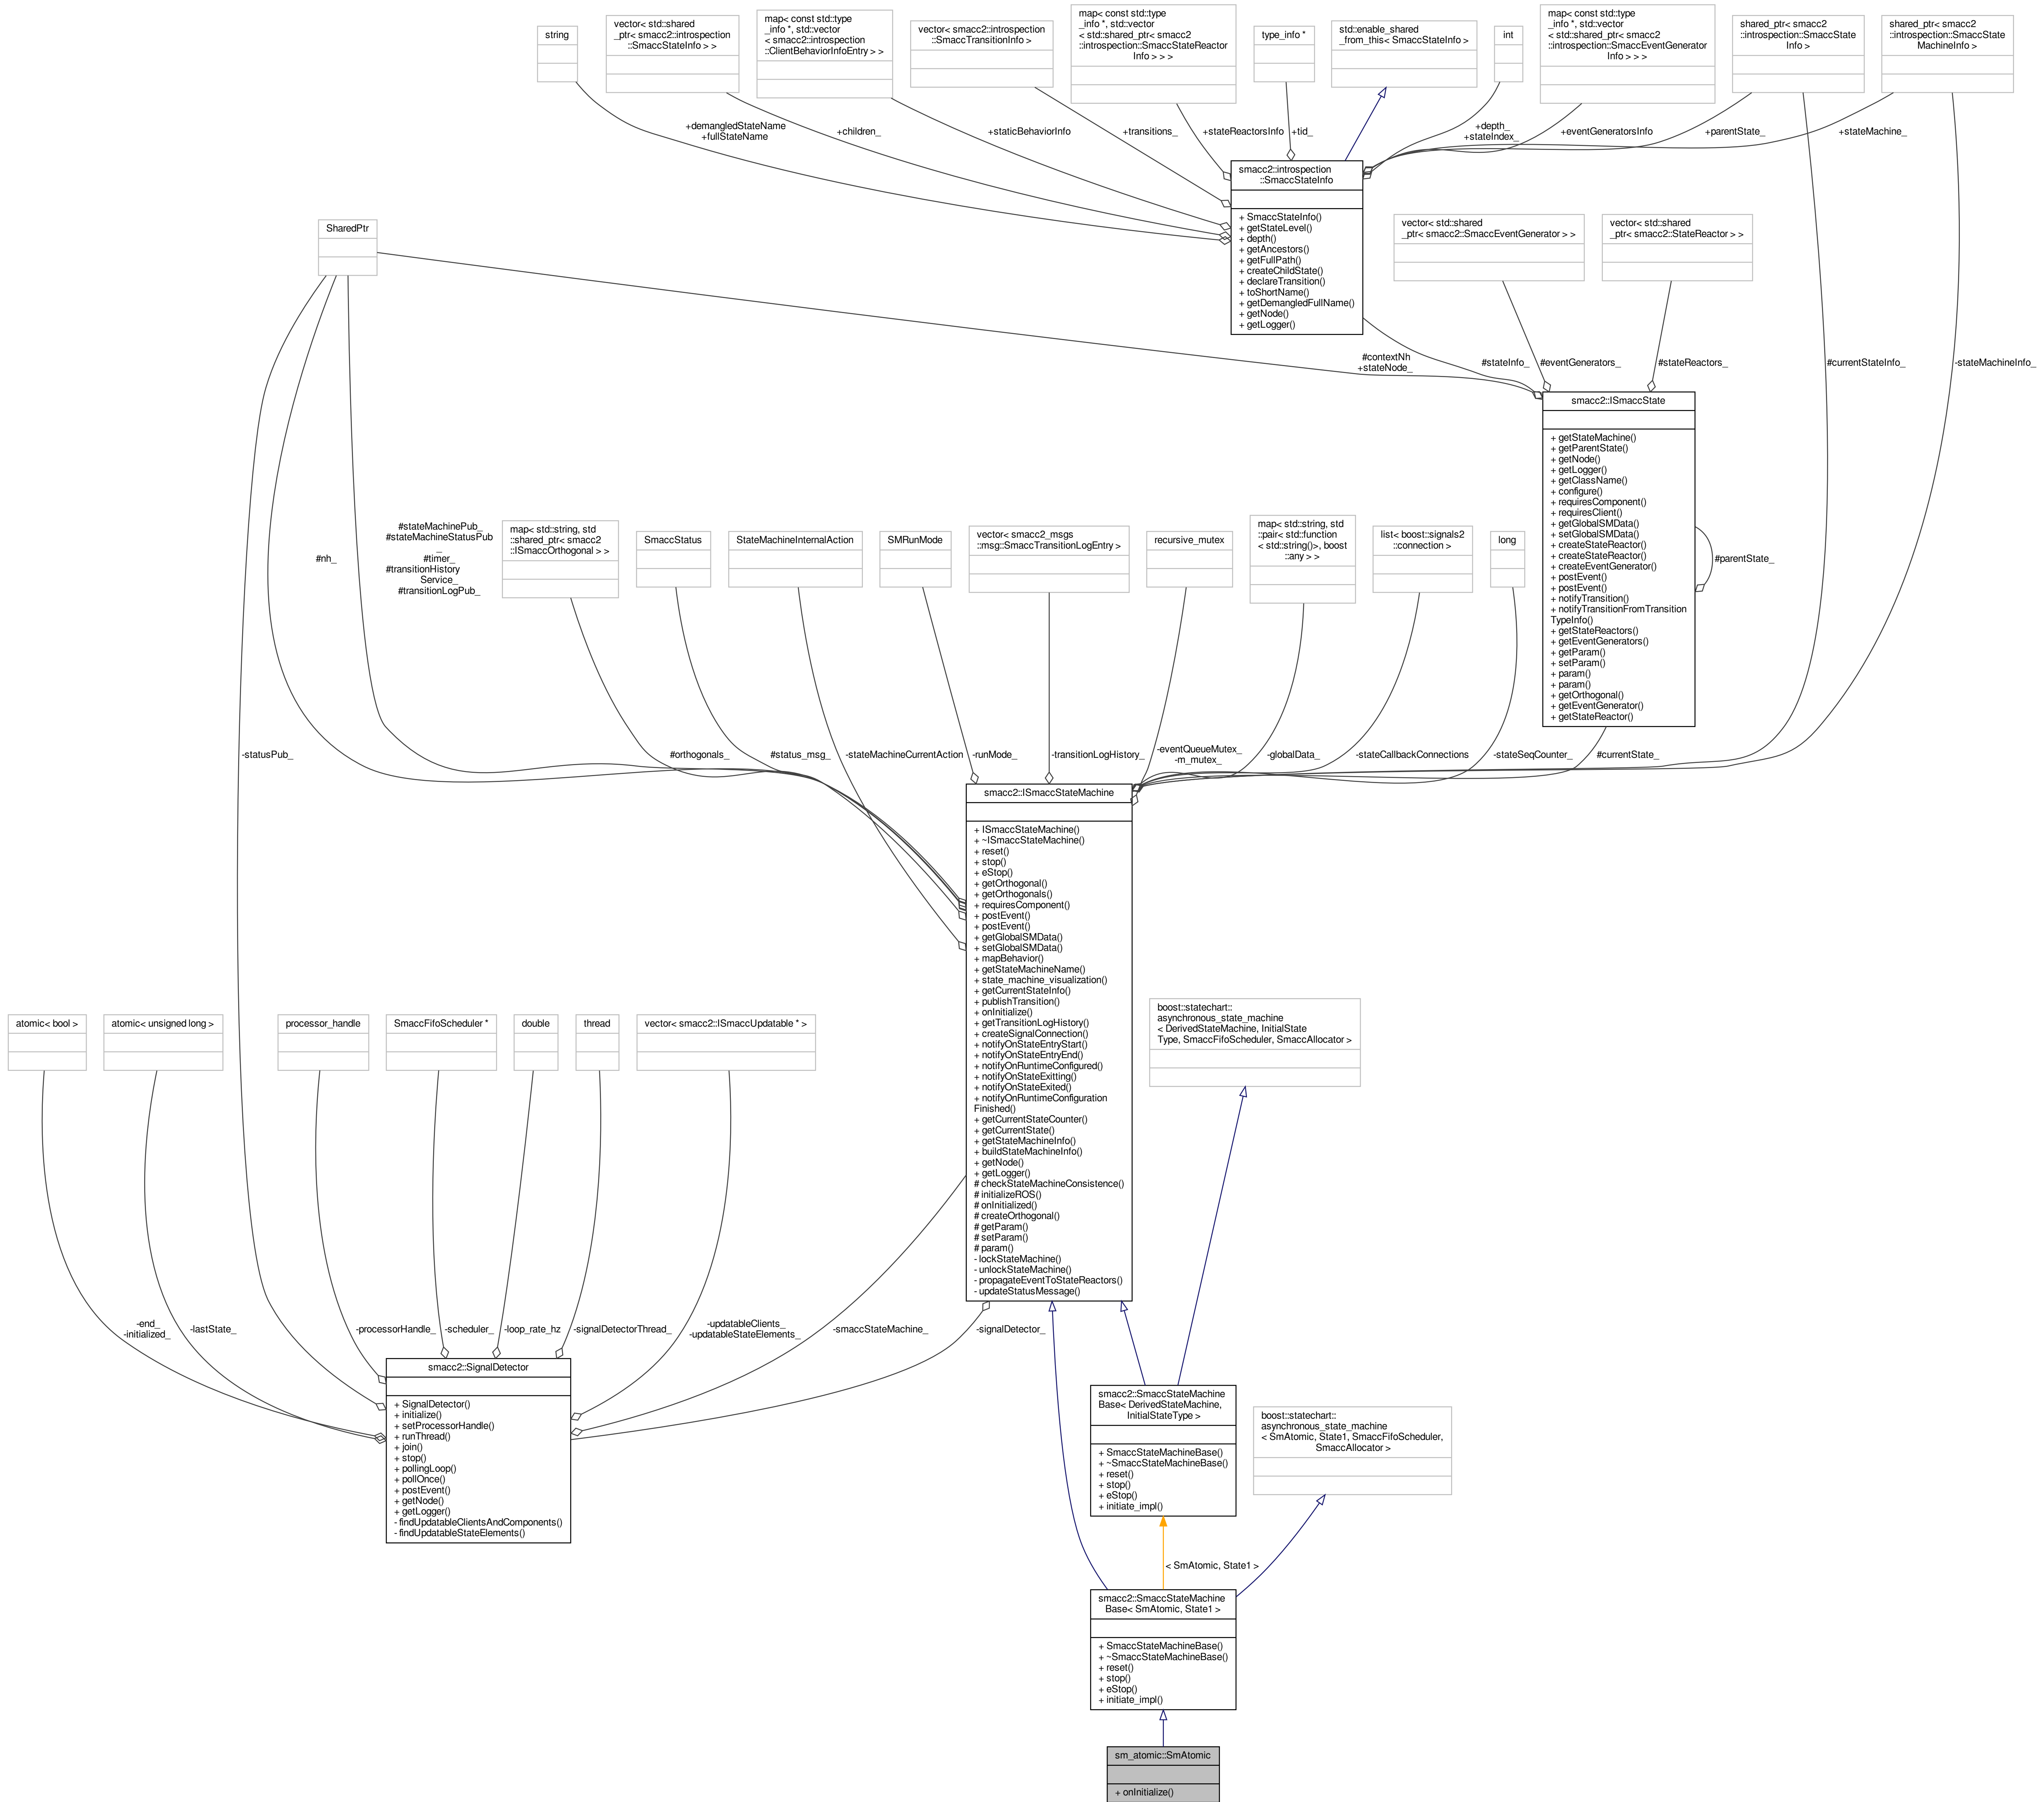 string
vector< std::shared
_ptr< smacc2::introspection
::SmaccStateInfo > >
map< const std::type
_info *, std::vector
< smacc2::introspection
::ClientBehaviorInfoEntry > >
vector< smacc2::introspection
::SmaccTransitionInfo >
map< const std::type
_info *, std::vector
< std::shared_ptr< smacc2
::introspection::SmaccStateReactor
Info > > >
type_info *
std::enable_shared
_from_this< SmaccStateInfo >
int
map< const std::type
_info *, std::vector
< std::shared_ptr< smacc2
::introspection::SmaccEventGenerator
Info > > >
shared_ptr< smacc2
::introspection::SmaccState
Info >
shared_ptr< smacc2
::introspection::SmaccState
MachineInfo >
+demangledStateName
+fullStateName
+children_
+staticBehaviorInfo
+transitions_
+stateReactorsInfo
+tid_
+depth_
+stateIndex_
+eventGeneratorsInfo
+parentState_
+stateMachine_
smacc2::introspection
::SmaccStateInfo
+ SmaccStateInfo()
+ getStateLevel()
+ depth()
+ getAncestors()
+ getFullPath()
+ createChildState()
+ declareTransition()
+ toShortName()
+ getDemangledFullName()
+ getNode()
+ getLogger()
SharedPtr
vector< std::shared
_ptr< smacc2::SmaccEventGenerator > >
vector< std::shared
_ptr< smacc2::StateReactor > >
#contextNh
+stateNode_
#stateInfo_
#eventGenerators_
#stateReactors_
#currentStateInfo_
-stateMachineInfo_
smacc2::ISmaccState
+ getStateMachine()
+ getParentState()
+ getNode()
+ getLogger()
+ getClassName()
+ configure()
+ requiresComponent()
+ requiresClient()
+ getGlobalSMData()
+ setGlobalSMData()
+ createStateReactor()
+ createStateReactor()
+ createEventGenerator()
+ postEvent()
+ postEvent()
+ notifyTransition()
+ notifyTransitionFromTransition
TypeInfo()
+ getStateReactors()
+ getEventGenerators()
+ getParam()
+ setParam()
+ param()
+ param()
+ getOrthogonal()
+ getEventGenerator()
+ getStateReactor()
#parentState_
#nh_
#stateMachinePub_
#stateMachineStatusPub
_
#timer_
#transitionHistory
Service_
#transitionLogPub_
map< std::string, std
::shared_ptr< smacc2
::ISmaccOrthogonal > >
SmaccStatus
StateMachineInternalAction
SMRunMode
vector< smacc2_msgs
::msg::SmaccTransitionLogEntry >
recursive_mutex
map< std::string, std
::pair< std::function
< std::string()>, boost
::any > >
list< boost::signals2
::connection >
long
-statusPub_
#orthogonals_
#status_msg_
-stateMachineCurrentAction
-runMode_
-transitionLogHistory_
-eventQueueMutex_
-m_mutex_
-globalData_
-stateCallbackConnections
-stateSeqCounter_
#currentState_
smacc2::ISmaccStateMachine
+ ISmaccStateMachine()
+ ~ISmaccStateMachine()
+ reset()
+ stop()
+ eStop()
+ getOrthogonal()
+ getOrthogonals()
+ requiresComponent()
+ postEvent()
+ postEvent()
+ getGlobalSMData()
+ setGlobalSMData()
+ mapBehavior()
+ getStateMachineName()
+ state_machine_visualization()
+ getCurrentStateInfo()
+ publishTransition()
+ onInitialize()
+ getTransitionLogHistory()
+ createSignalConnection()
+ notifyOnStateEntryStart()
+ notifyOnStateEntryEnd()
+ notifyOnRuntimeConfigured()
+ notifyOnStateExitting()
+ notifyOnStateExited()
+ notifyOnRuntimeConfiguration
Finished()
+ getCurrentStateCounter()
+ getCurrentState()
+ getStateMachineInfo()
+ buildStateMachineInfo()
+ getNode()
+ getLogger()
# checkStateMachineConsistence()
# initializeROS()
# onInitialized()
# createOrthogonal()
# getParam()
# setParam()
# param()
- lockStateMachine()
- unlockStateMachine()
- propagateEventToStateReactors()
- updateStatusMessage()
atomic< bool >
atomic< unsigned long >
processor_handle
SmaccFifoScheduler *
double
thread
vector< smacc2::ISmaccUpdatable * >
boost::statechart::
asynchronous_state_machine
< DerivedStateMachine, InitialState
Type, SmaccFifoScheduler, SmaccAllocator >
-end_
-initialized_
-lastState_
-processorHandle_
-scheduler_
-loop_rate_hz
-signalDetectorThread_
-updatableClients_
-updatableStateElements_
-smaccStateMachine_
-signalDetector_
smacc2::SignalDetector
+ SignalDetector()
+ initialize()
+ setProcessorHandle()
+ runThread()
+ join()
+ stop()
+ pollingLoop()
+ pollOnce()
+ postEvent()
+ getNode()
+ getLogger()
- findUpdatableClientsAndComponents()
- findUpdatableStateElements()
smacc2::SmaccStateMachine
Base< DerivedStateMachine,
InitialStateType >
+ SmaccStateMachineBase()
+ ~SmaccStateMachineBase()
+ reset()
+ stop()
+ eStop()
+ initiate_impl()
boost::statechart::
asynchronous_state_machine
< SmAtomic, State1, SmaccFifoScheduler,
SmaccAllocator >
< SmAtomic, State1 >
smacc2::SmaccStateMachine
Base< SmAtomic, State1 >
+ SmaccStateMachineBase()
+ ~SmaccStateMachineBase()
+ reset()
+ stop()
+ eStop()
+ initiate_impl()
sm_atomic::SmAtomic
+ onInitialize()